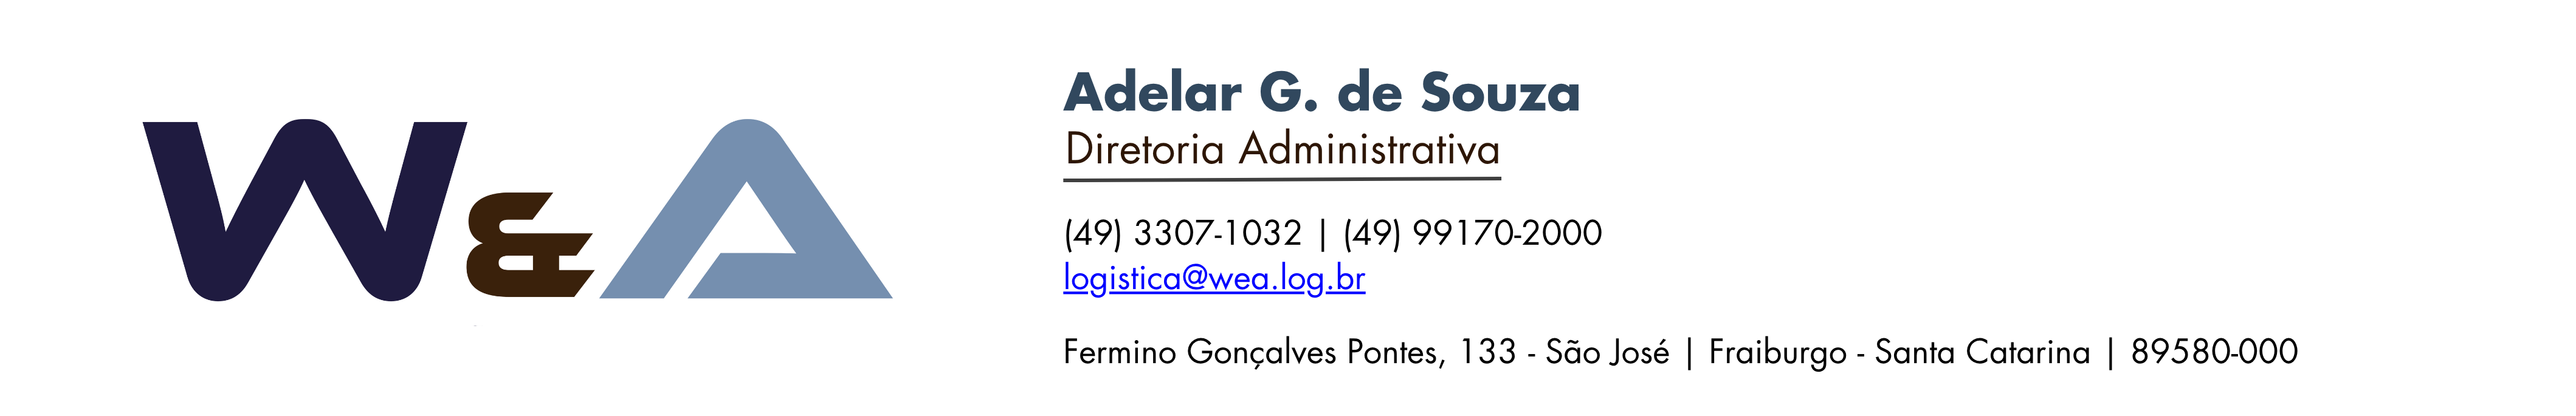 W&A
Adelar G. de Souza
Diretoria Administrativa
(49) 3307-1032 | (49) 99170-2000
logistica@wea.log.br
Fermino Gonçalves Pontes, 133 - São José | Fraiburgo - Santa Catarina | 89580-000